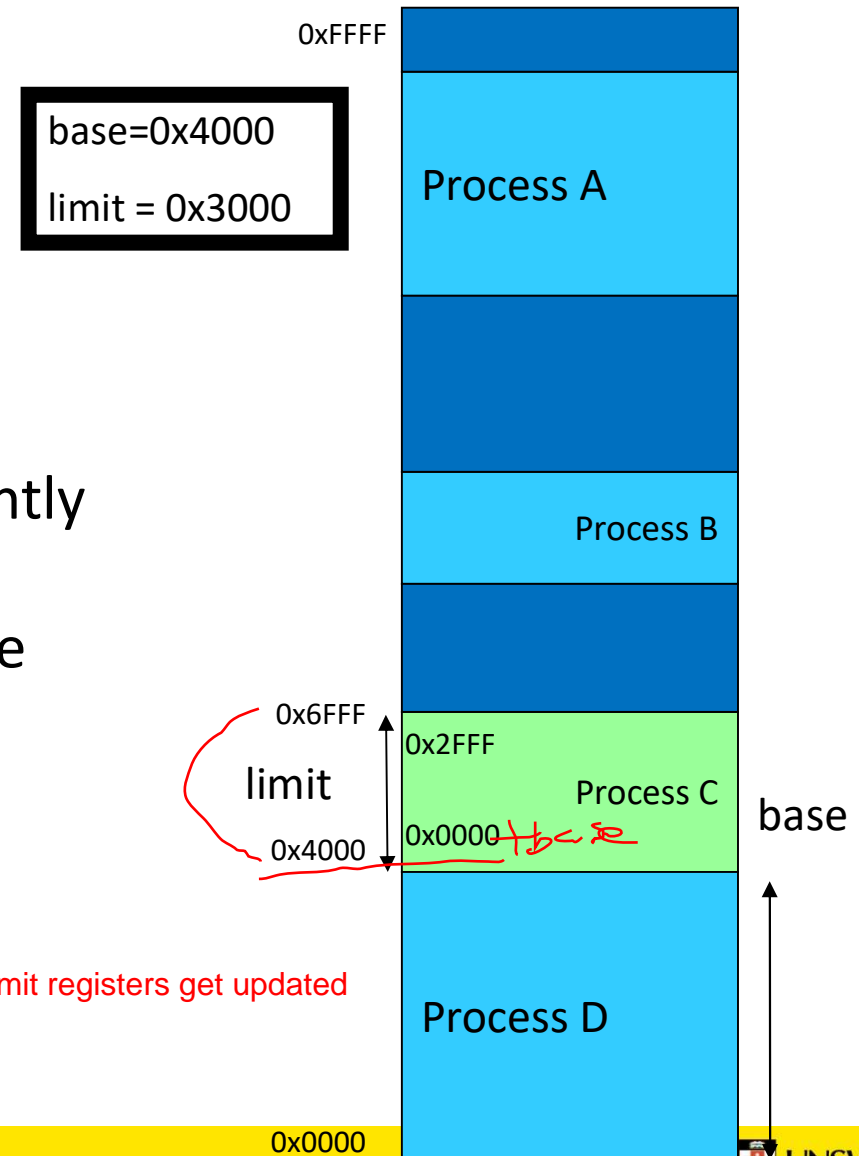 0xFFFF
base=0x4000
limit = 0x3000
Process A
ntly
Process B
e
0x6FFF
0x2FFF
limit
Process C
base
0x0000 +base
0x4000
mit registers get updated
Process D
0x0000